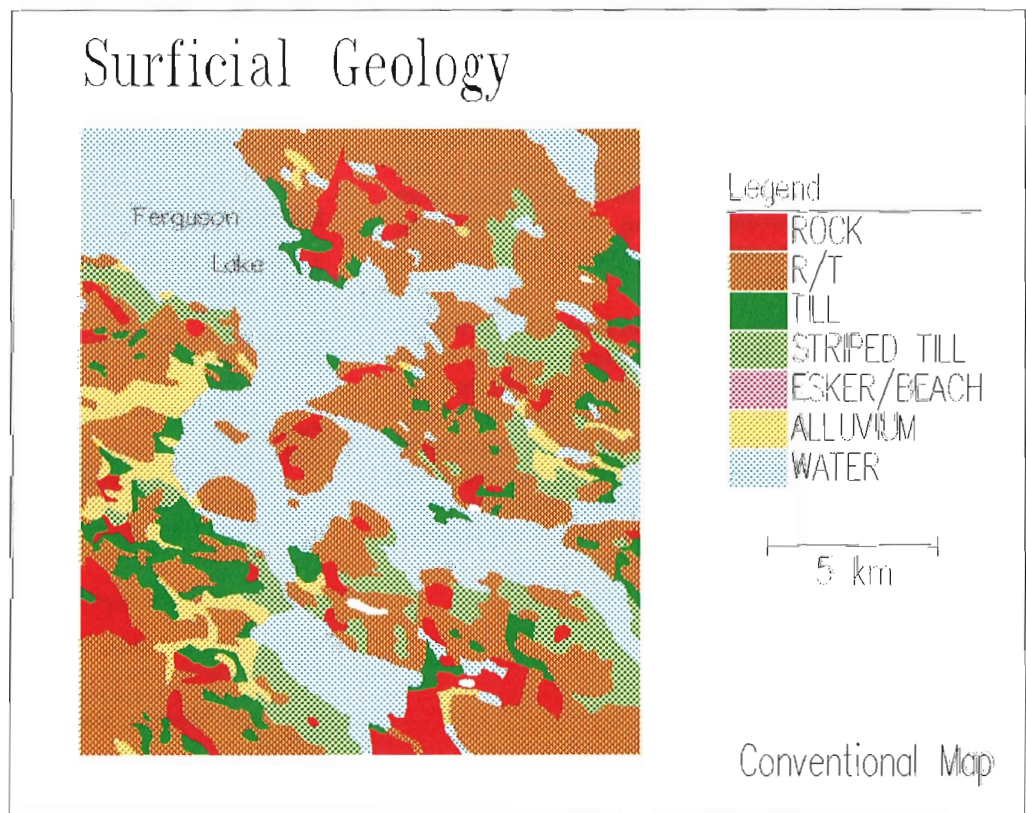 Surficial Geology
Ferguson
Lake
Legend
ROCK
R/T
TILL
STRIPED TILL
ESKER/BEACH
ALLUVIUM
WATER
5 km
Conventional Map